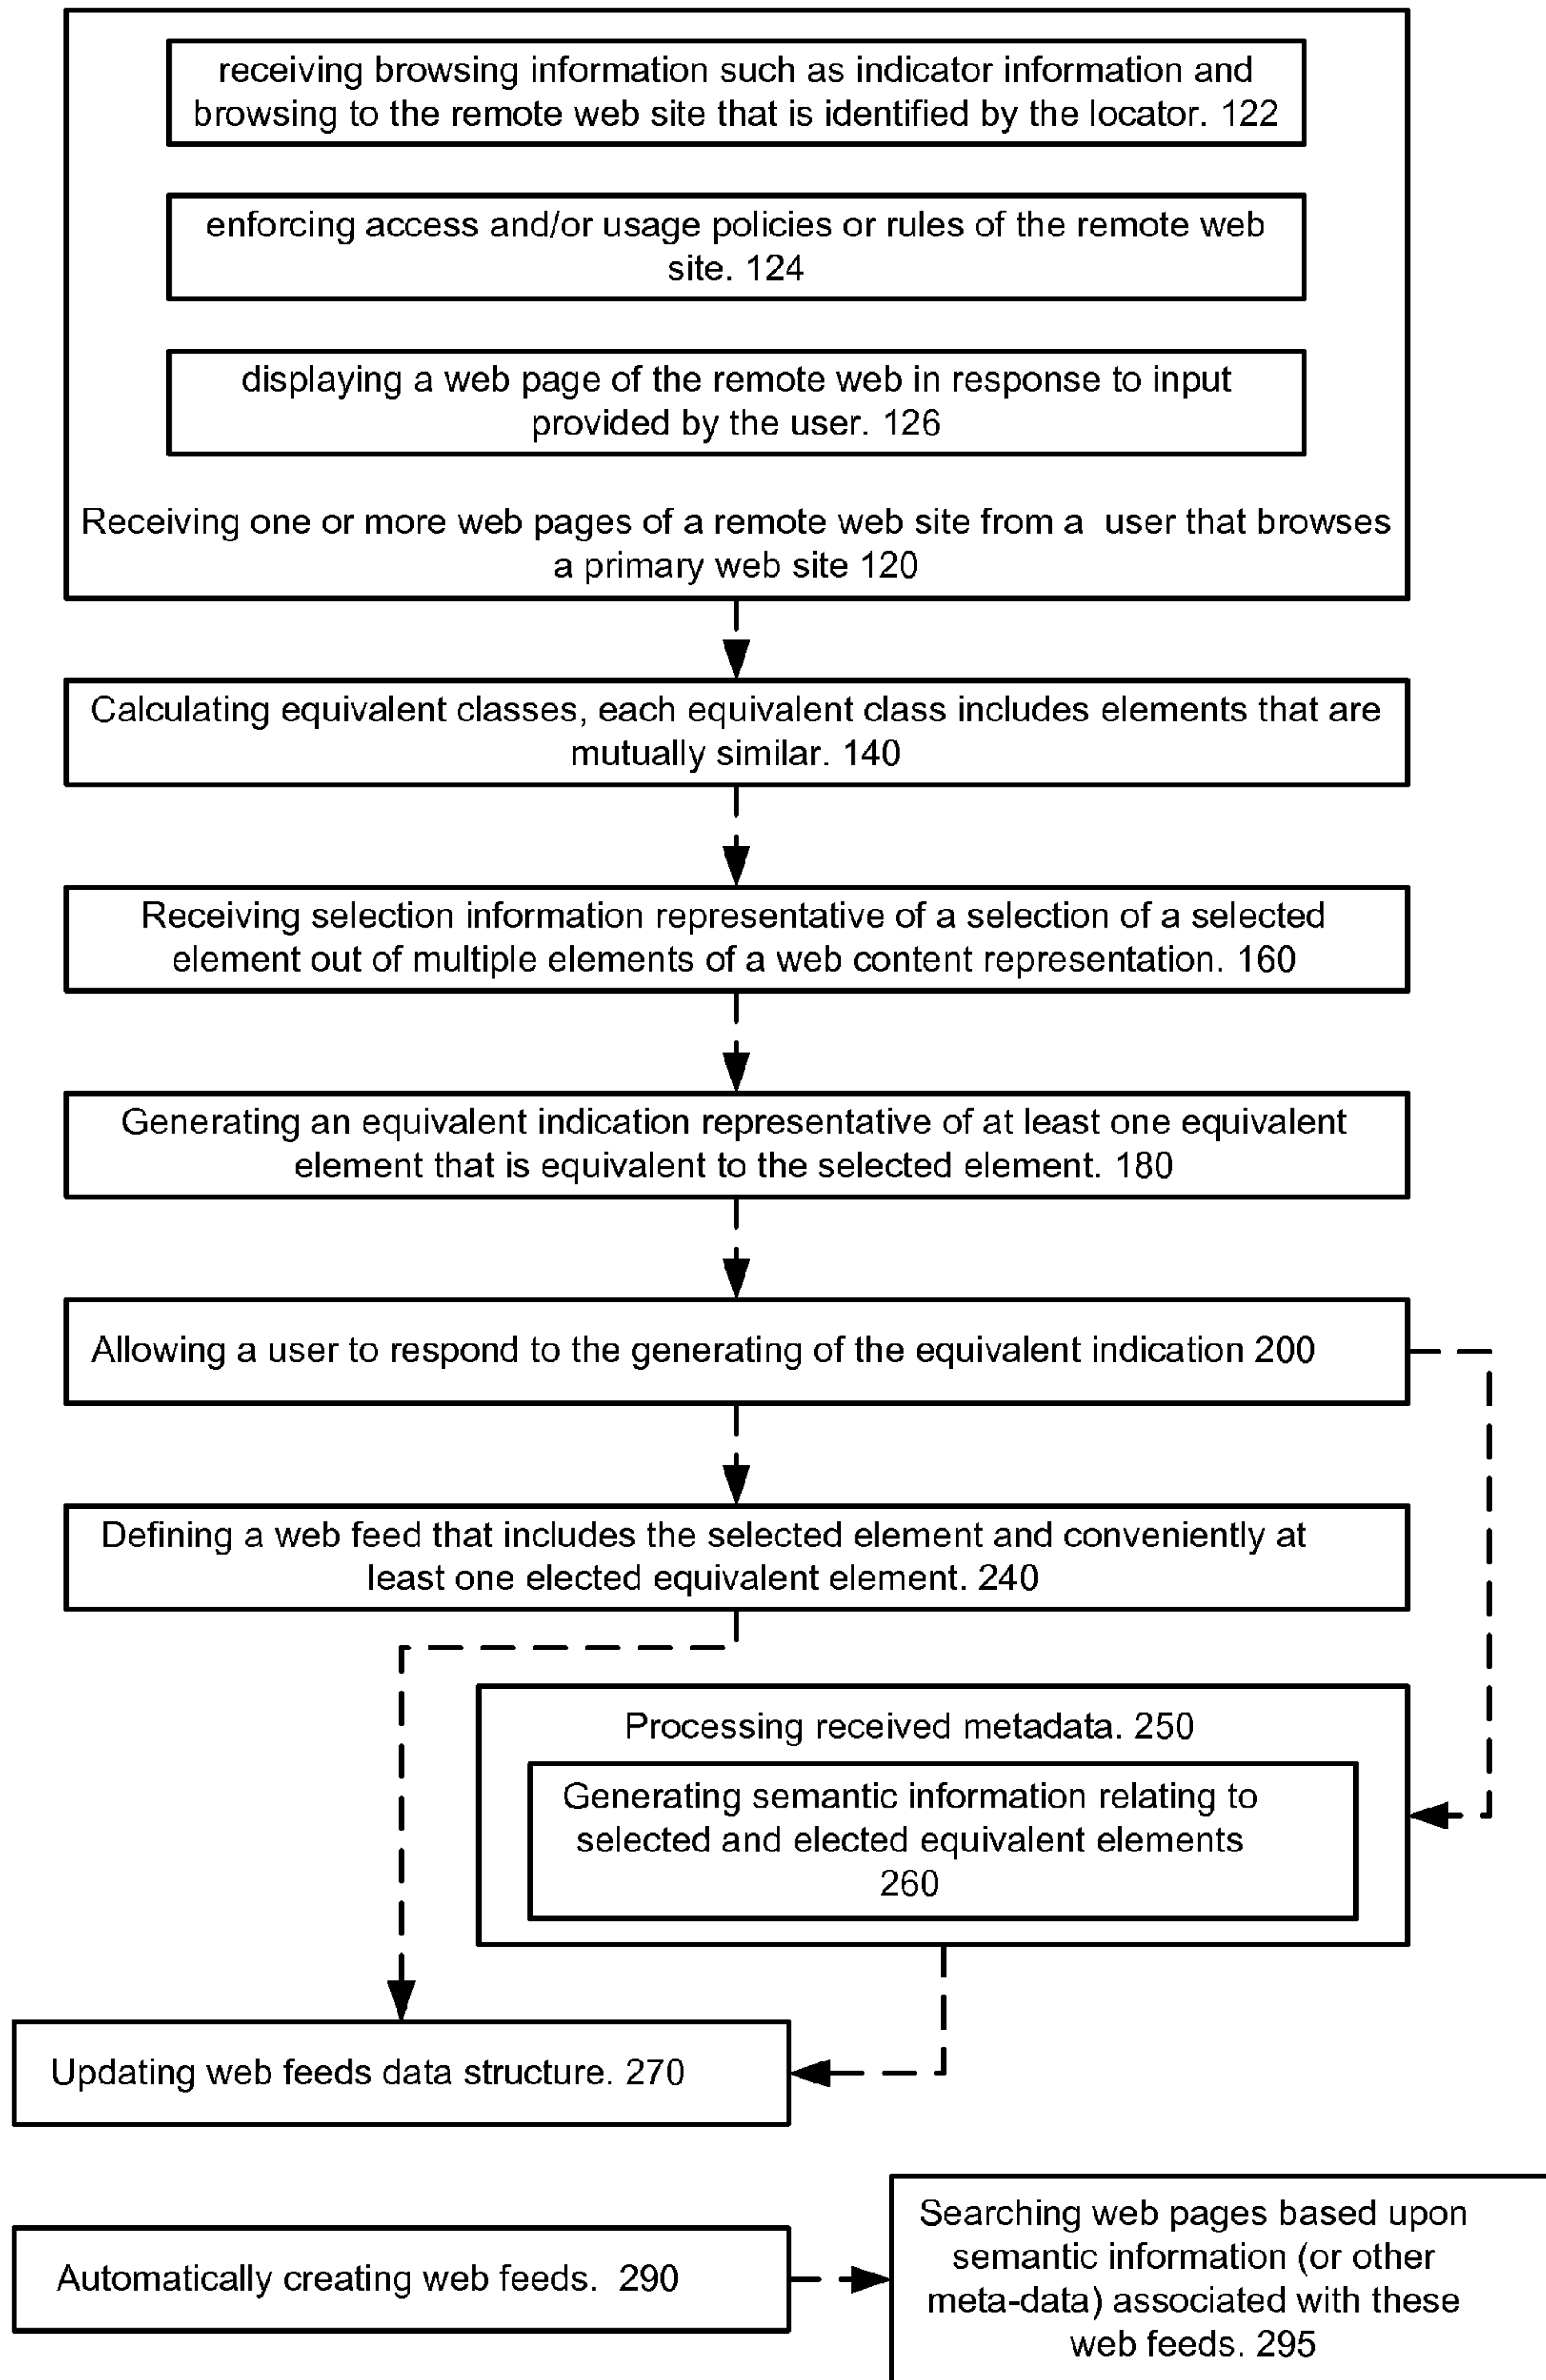 receiving browsing information such as indicator information and
browsing to the remote web site that is identified by the locator. 122
enforcing access and/or usage policies or rules of the remote web
site. 124
displaying a web page of the remote web in response to input
provided by the user. 126
Receiving one or more web pages of a remote web site from a user that browses
a primary web site 120
Calculating equivalent classes, each equivalent class includes elements that are
mutually similar. 140
Receiving selection information representative of a selection of a selected
element out of multiple elements of a web content representation. 160
Generating an equivalent indication representative of at least one equivalent
element that is equivalent to the selected element. 180
Allowing a user to respond to the generating of the equivalent indication 200
Defining a web feed that includes the selected element and conveniently at
least one elected equivalent element. 240
Processing received metadata. 250
Generating semantic information relating to
selected and elected equivalent elements
260
Updating web feeds data structure. 270
Automatically creating web feeds. 290
Searching web pages based upon
semantic information (or other
meta-data) associated with these
web feeds. 295